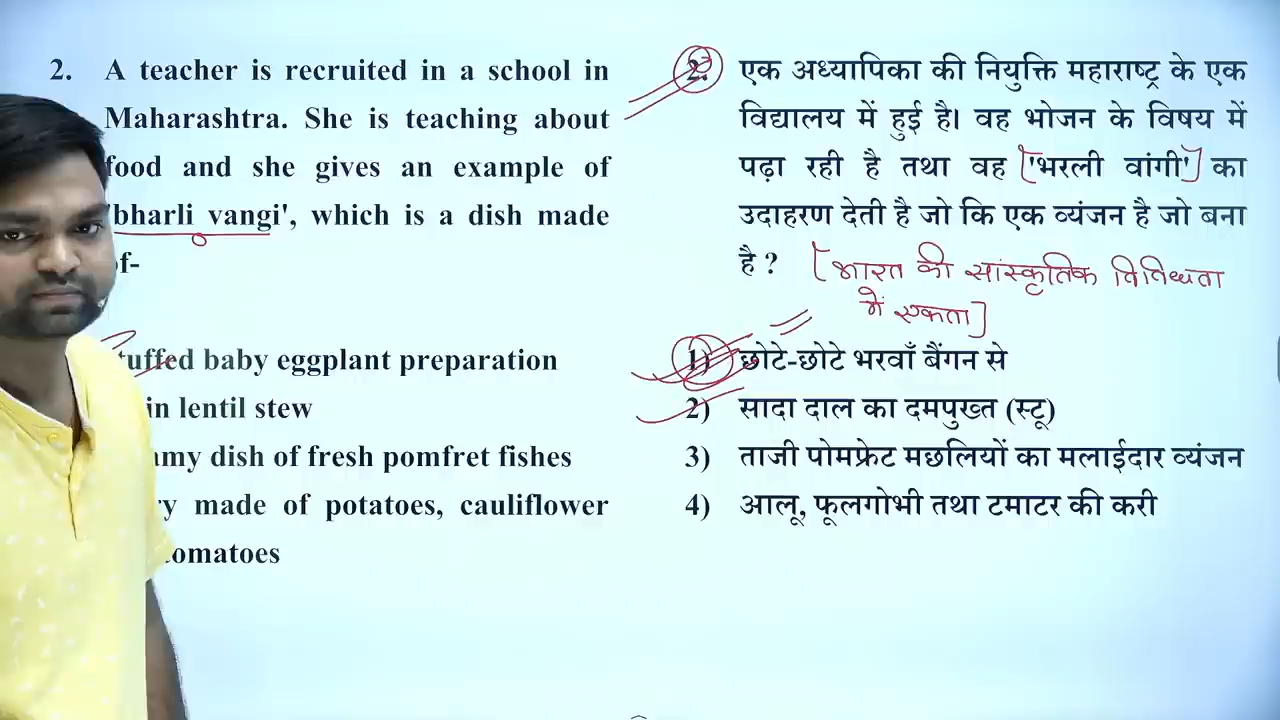 2. A teacher is recruited in a school in
Maharashtra. She is teaching about
food and she gives an example of
bharli vangi', which is a dish made
of-
tuffed baby eggplant preparation
in lentil stew
amy dish of fresh pomfret fishes
ry made of potatoes, cauliflower
tomatoes
2. एक अध्यापिका की नियुक्ति महाराष्ट्र के एक
विद्यालय में हुई है। वह भोजन के विषय में
पढ़ा रही है तथा वह ['भरली वांगी'] का
उदाहरण देती है जो कि एक व्यंजन है जो बना
है ?
[भारत की सांस्कृतिक विविधता
में एकता]
1) छोटे-छोटे भरवाँ बैंगन से
2) सादा दाल का दमपुख्त (स्टू)
3) ताजी पोमफ्रेट मछलियों का मलाईदार व्यंजन
4) आलू, फूलगोभी तथा टमाटर की करी